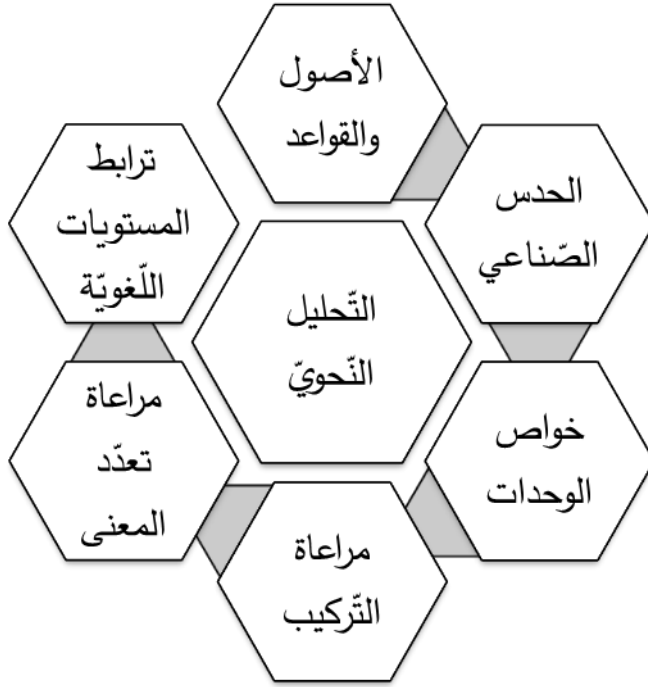 الأصول
والقواعد
الحدس
الصّناعي
خواص
الوحدات
مراعاة
التّركيب
مراعاة
تعدّد
المعنى
ترابط
المستويات
اللّغويّة
التّحليل
النّحويّ